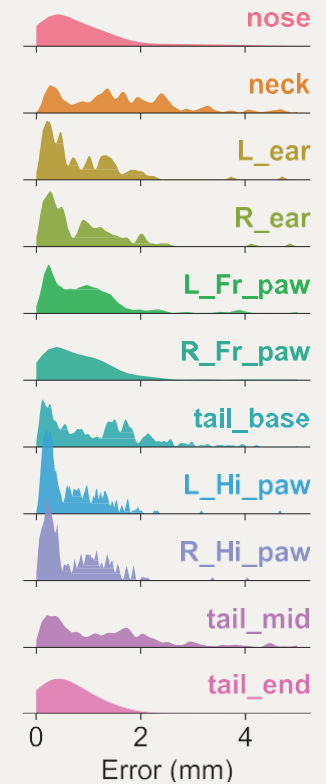 nose
neck
L_ear
R_ear
L_Fr_paw
R_Fr_paw
tail_base
L_Hi_paw
R_Hi_paw
tail_mid
tail_end
0 2 4
Error (mm)